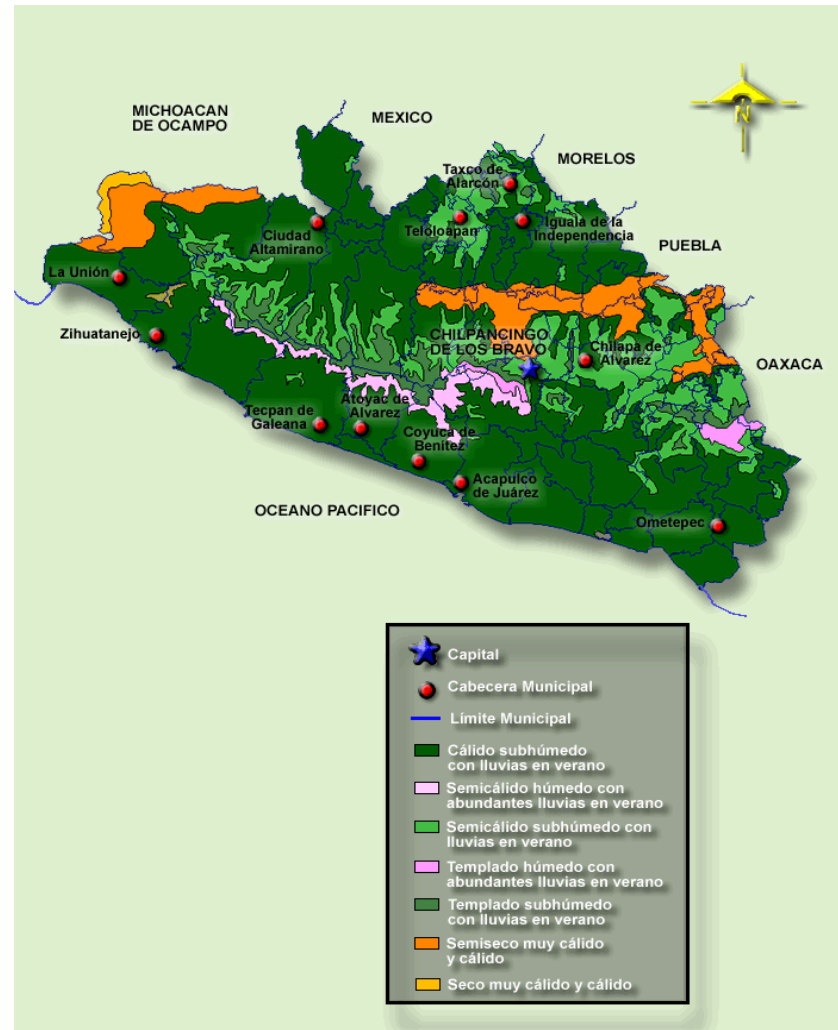 MICHOACAN
DE OCAMPO
MEXICO
N
MORELOS
Taxco de
Alarcón
Teloloapan
Iguala de la
Independencia
Ciudad
Altamirano
PUEBLA
La Unión
Zihuatanejo
CHILPANCINGO
DE LOS BRAVO
Chilapa de
Alvarez
OAXACA
Tecpan de
Galeana
Atoyac de
Alvarez
Coyuca de
Benítez
Acapulco
de Juárez
OCEANO PACIFICO
Ometepec
Capital
Cabecera Municipal
Límite Municipal
Cálido subhúmedo
con lluvias en verano
Semicálido húmedo con
abundantes lluvias en verano
Semicálido subhúmedo con
lluvias en verano
Templado húmedo con
abundantes lluvias en verano
Templado subhúmedo
con lluvias en verano
Semiseco muy cálido
y cálido
Seco muy cálido y cálido